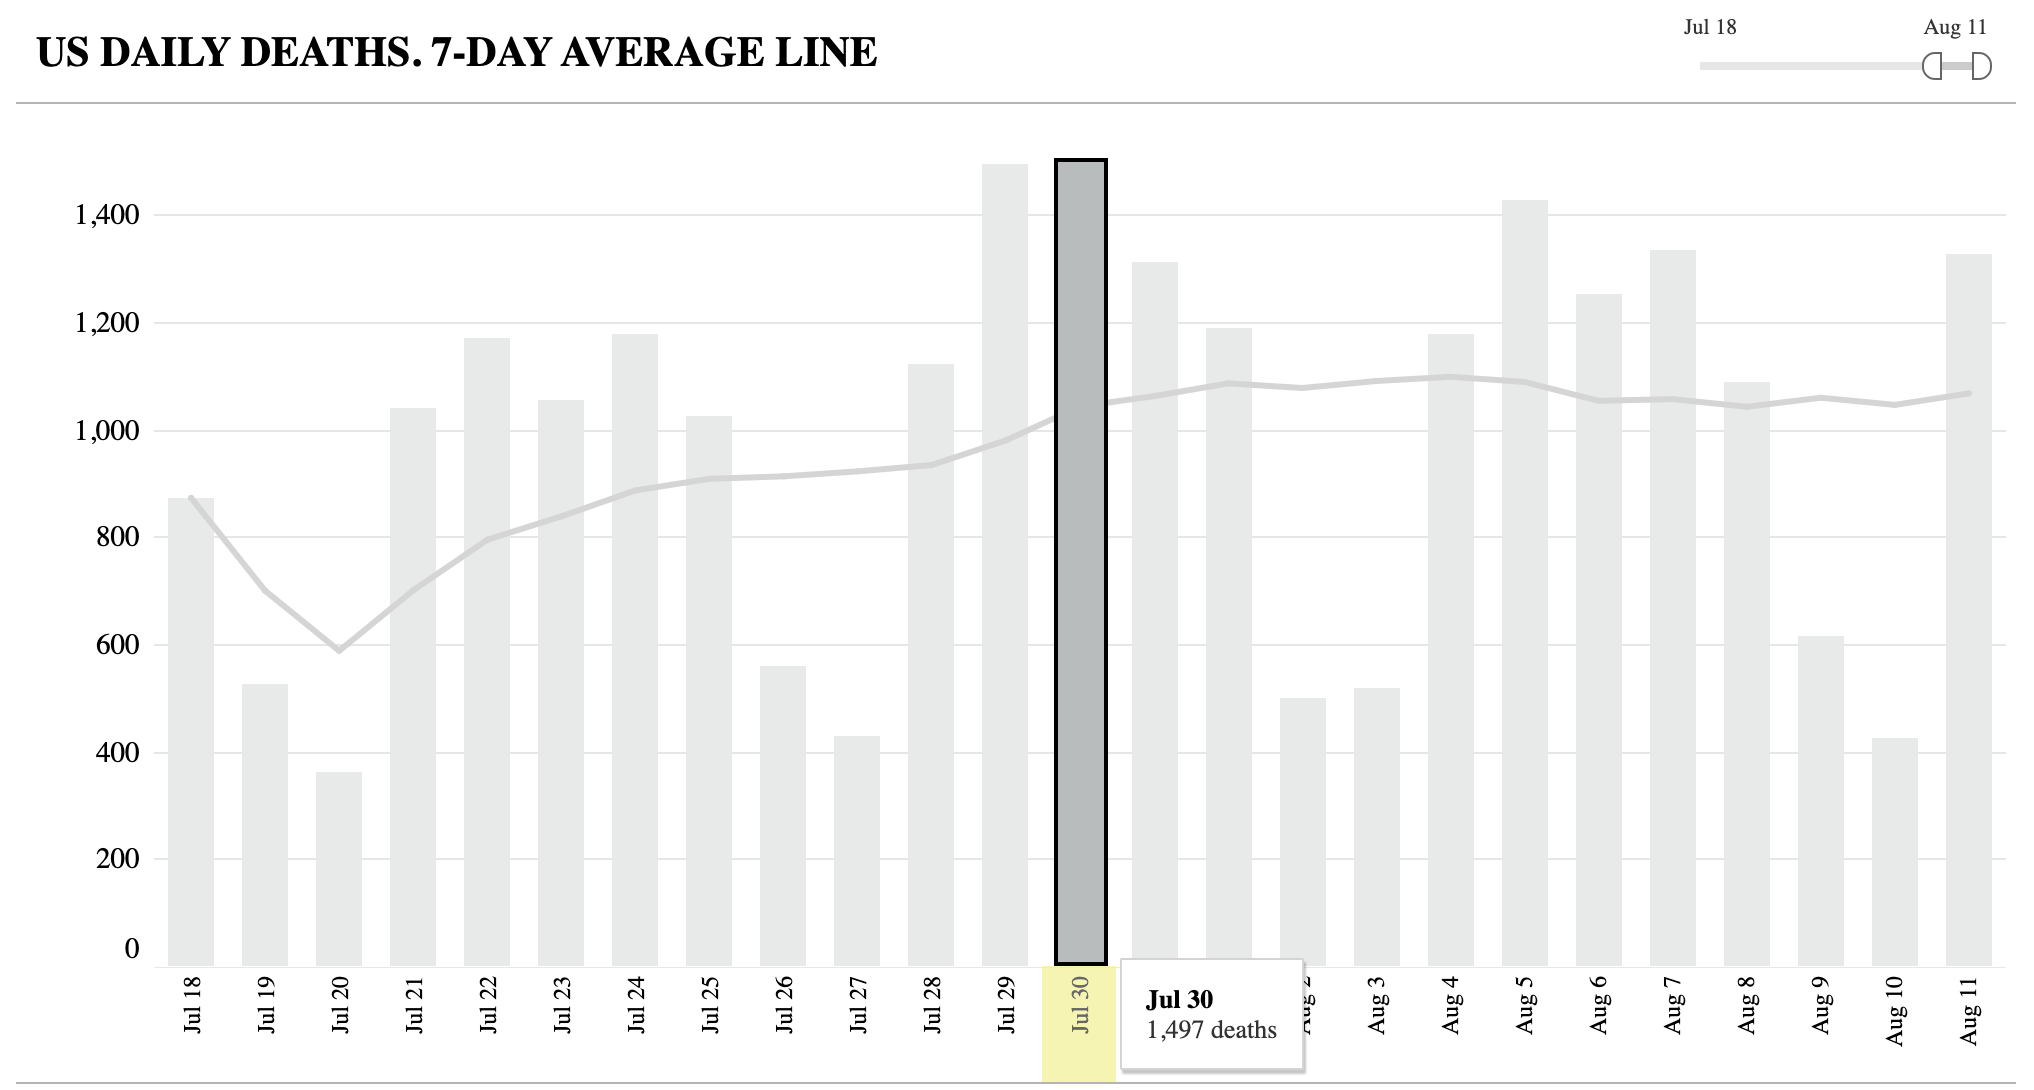 US DAILY DEATHS. 7-DAY AVERAGE LINE
Jul 18 Aug 11
1,400
1,200
1,000
800
600
400
200
0
Jul 18
Jul 19
Jul 20
Jul 21
Jul 22
Jul 23
Jul 24
Jul 25
Jul 26
Jul 27
Jul 28
Jul 29
Jul 30
Jul 30
1,497 deaths
Aug 3
Aug 4
Aug 5
Aug 6
Aug 7
Aug 8
Aug 9
Aug 10
Aug 11